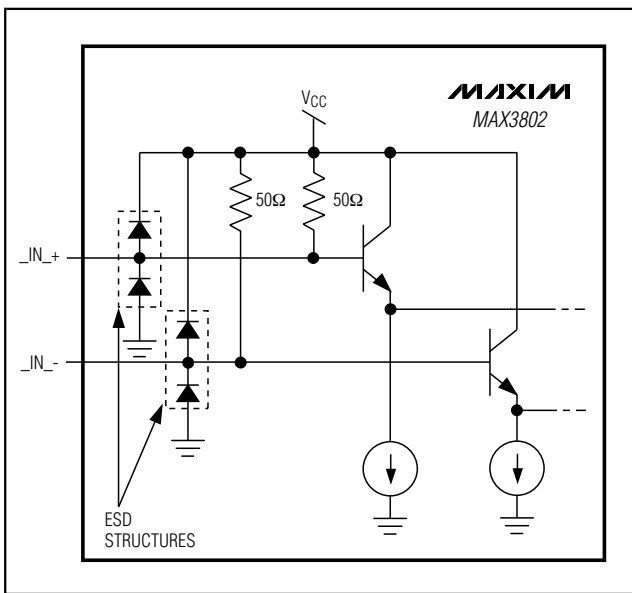 MAXIM
MAX3802
VCC
50Ω
50Ω
_IN_+
_IN_-
ESD
STRUCTURES